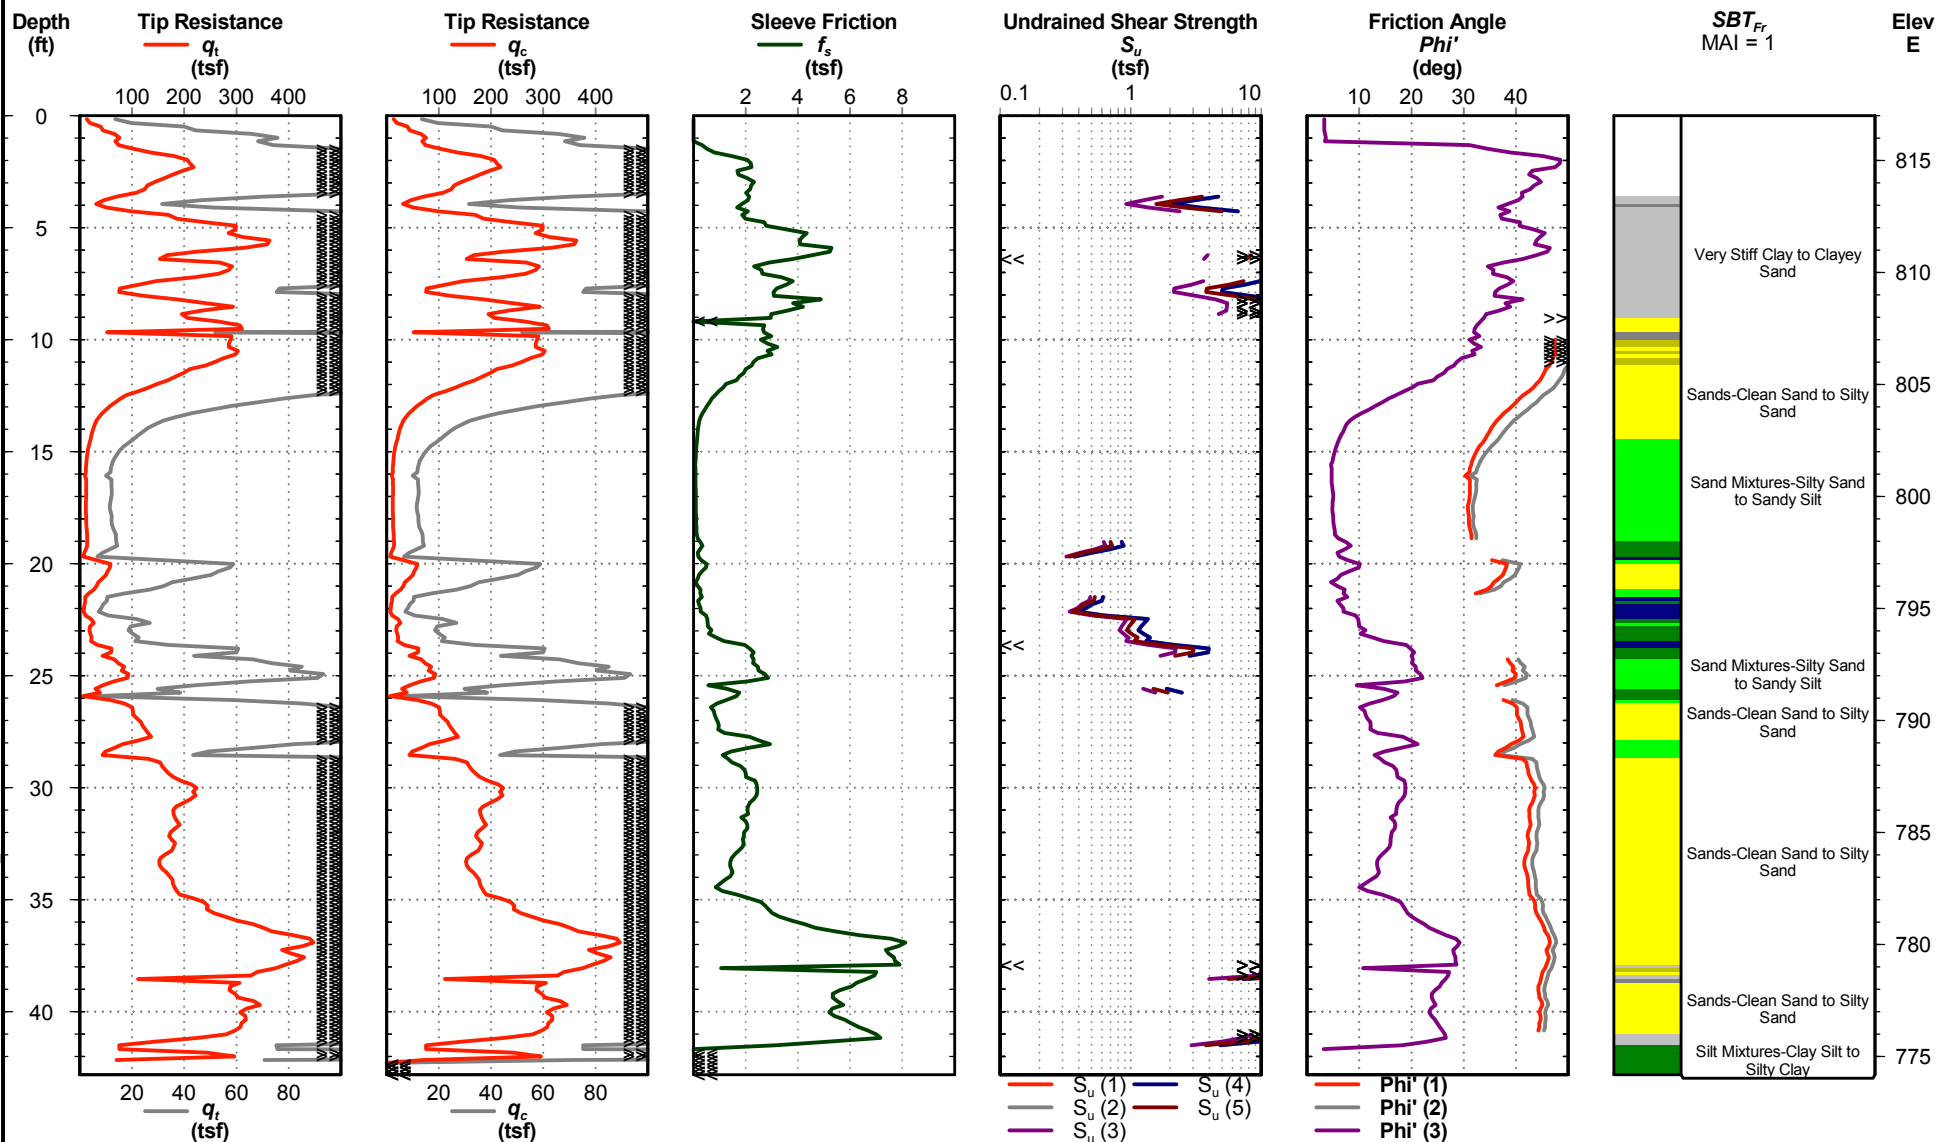 Depth
(ft)
Tip Resistance
qt
(tsf)
Tip Resistance
qc
(tsf)
Sleeve Friction
fs
(tsf)
Undrained Shear Strength
Su
(tsf)
Friction Angle
Phi'
(deg)
SBTFr
MAI = 1
Elev
E
100 200 300 400
100 200 300 400
2 4 6 8
0.1 1 10
10 20 30 40
0
5
10
15
20
25
30
35
40
<<
>>
<<
<<
>>
>>
>>
Very Stiff Clay to Clayey
Sand
Sands-Clean Sand to Silty
Sand
Sand Mixtures-Silty Sand
to Sandy Silt
Sand Mixtures-Silty Sand
to Sandy Silt
Sands-Clean Sand to Silty
Sand
Sands-Clean Sand to Silty
Sand
Sands-Clean Sand to Silty
Sand
Silt Mixtures-Clay Silt to
Silty Clay
815
810
805
800
795
790
785
780
775
20 40 60 80
qt
(tsf)
20 40 60 80
qc
(tsf)
Su (1) Su (4)
Su (2) Su (5)
Su (3)
Phi' (1)
Phi' (2)
Phi' (3)